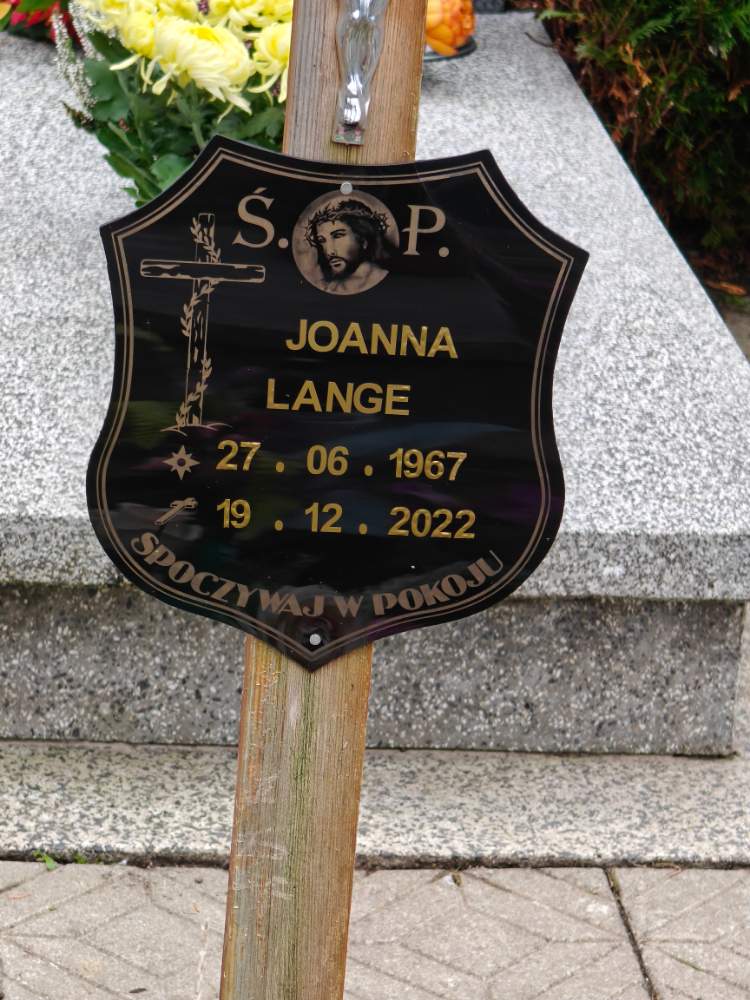 Ś. P.
JOANNA
LANGE
27 . 06 . 1967
19 . 12 . 2022
SPOCZYWAJ W POKOJU